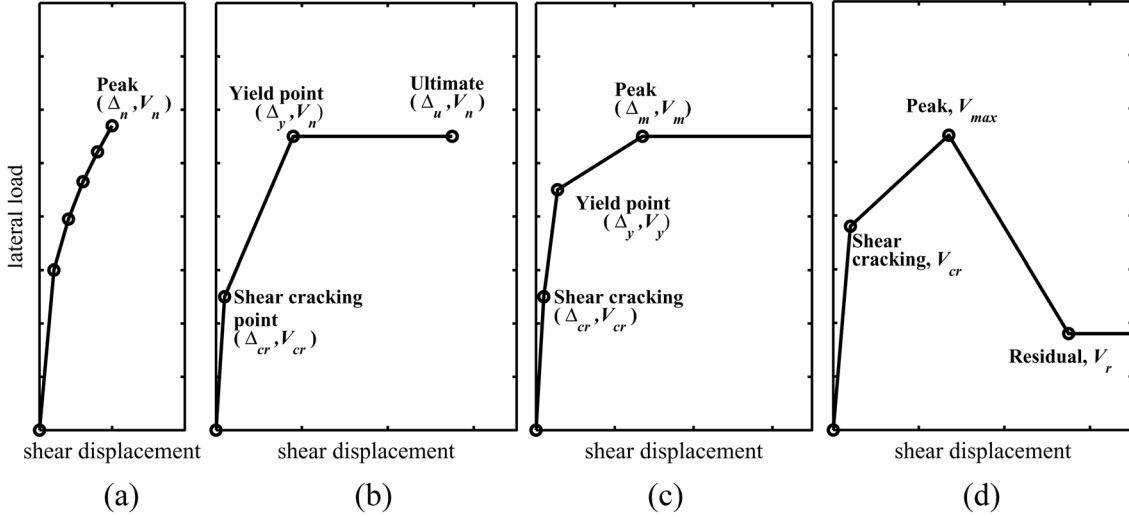 lateral load
Peak
(Δn,Vn)
shear displacement
(a)
Yield point
(Δy,Vn)
Ultimate
(Δu,Vn)
Shear cracking
point
(Δcr,Vcr)
shear displacement
(b)
Peak
(Δm,Vm)
Yield point
(Δy,Vy)
Shear cracking
(Δcr,Vcr)
shear displacement
(c)
Peak, Vmax
Shear
cracking, Vcr
Residual, Vr
shear displacement
(d)